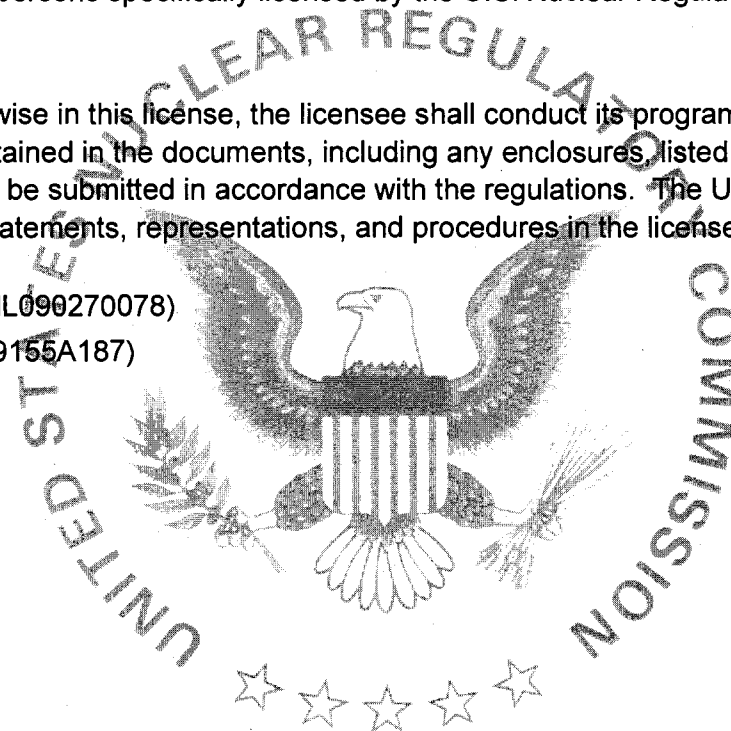 persons specifically licensed by the U.S. Nuclear Regula
wise in this license, the licensee shall conduct its program
tained in the documents, including any enclosures, listed
be submitted in accordance with the regulations. The U
atements, representations, and procedures in the license
L090270078)
9155A187)
UNITED STATES NUCLEAR REGULATORY COMMISSION